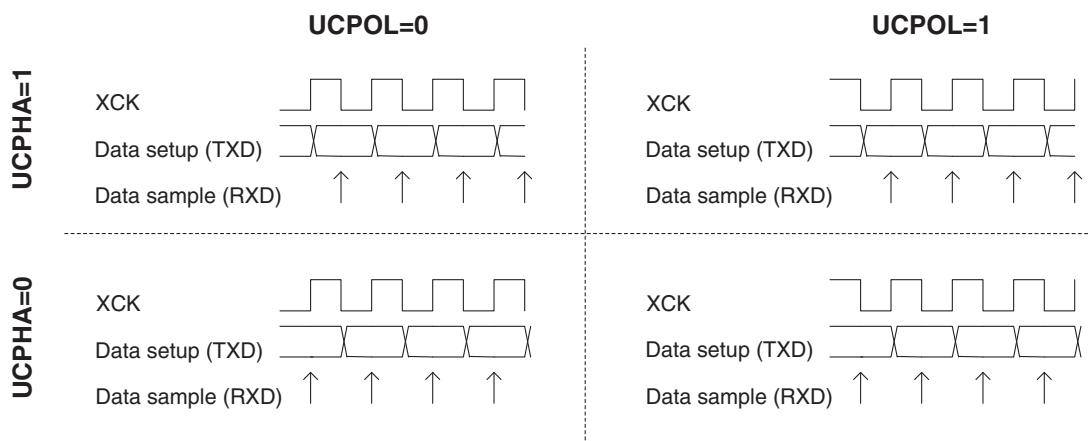 UCPOL=0
UCPOL=1
UCPHA=1
XCK
Data setup (TXD)
Data sample (RXD)
XCK
Data setup (TXD)
Data sample (RXD)
UCPHA=0
XCK
Data setup (TXD)
Data sample (RXD)
XCK
Data setup (TXD)
Data sample (RXD)